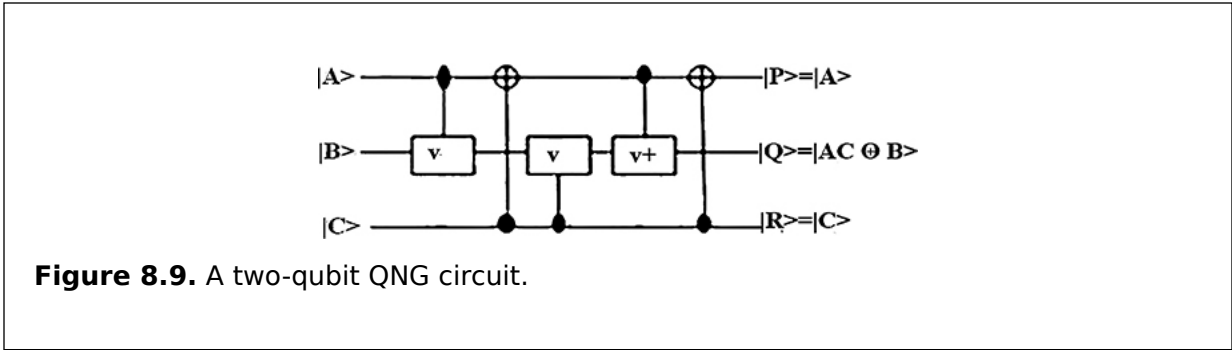 |A> |P>=|A>
|B> v v v+ |Q>=|AC ⊕ B>
|C> |R>=|C>
Figure 8.9. A two-qubit QNG circuit.